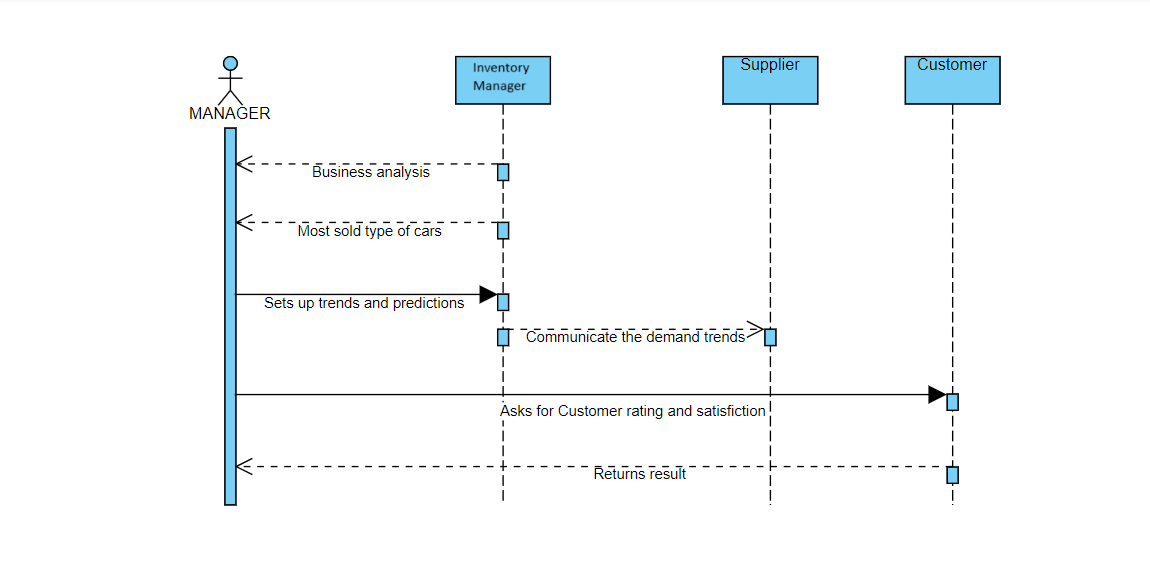 MANAGER
Inventory
Manager
Supplier
Customer
Business analysis
Most sold type of cars
Sets up trends and predictions
Communicate the demand trends
Asks for Customer rating and satisfiction
Returns result